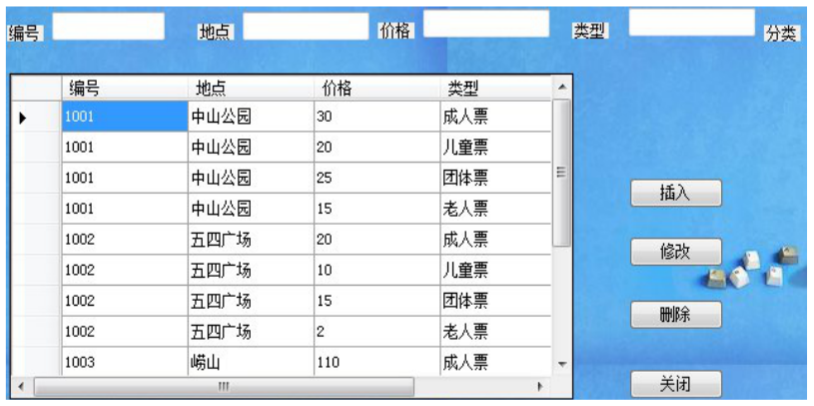 编号 地点 价格 类型 分类
编号 地点 价格 类型
1001 中山公园 30 成人票
1001 中山公园 20 儿童票
1001 中山公园 25 团体票
1001 中山公园 15 老人票
1002 五四广场 20 成人票
1002 五四广场 10 儿童票
1002 五四广场 15 团体票
1002 五四广场 2 老人票
1003 崂山 110 成人票
插入
修改
删除
关闭